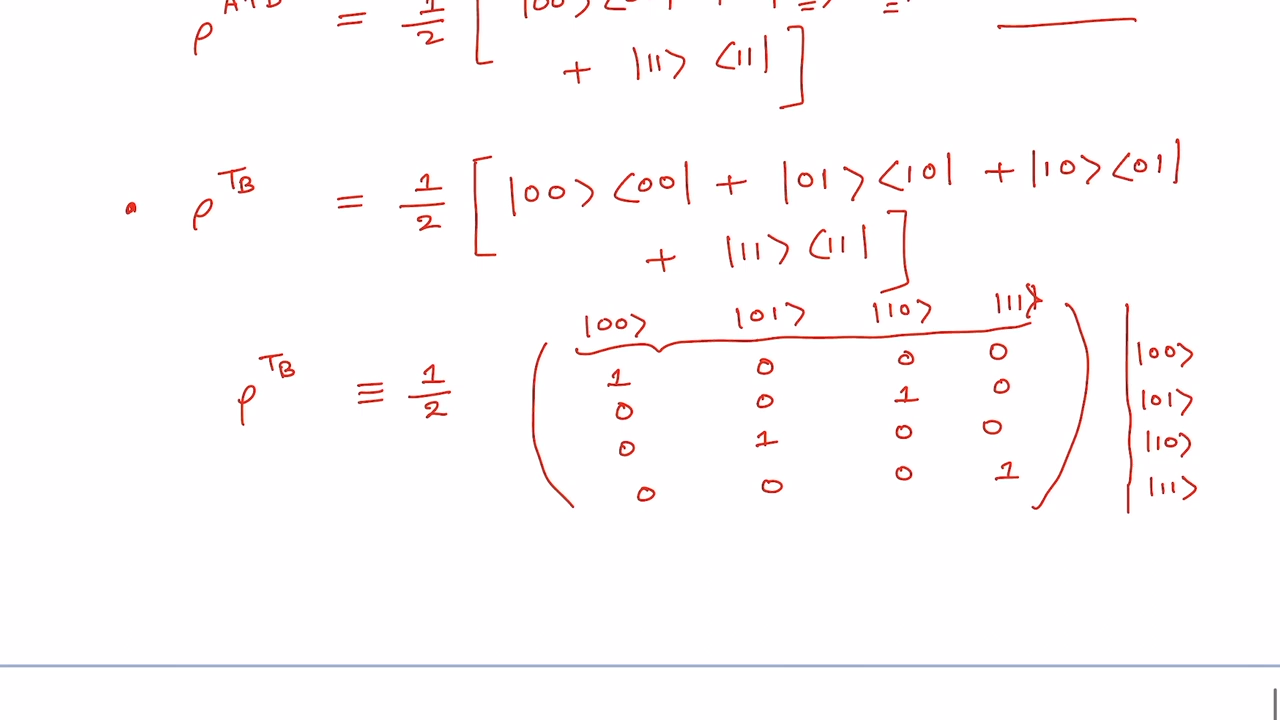 ρ^{A+B} = 1/2 [ |00> <00| + 
+ |11> <11| ]
• ρ^{T_B} = 1/2 [ |00> <00| + |01> <10| + |10> <01|
+ |11> <11| ]
|00> |01> |10> |11>
ρ^{T_B} ≡ 1/2 ( 1 0 0 0 ) | |00>
0 0 1 0 |01>
0 1 0 0 |10>
0 0 0 1 |11>